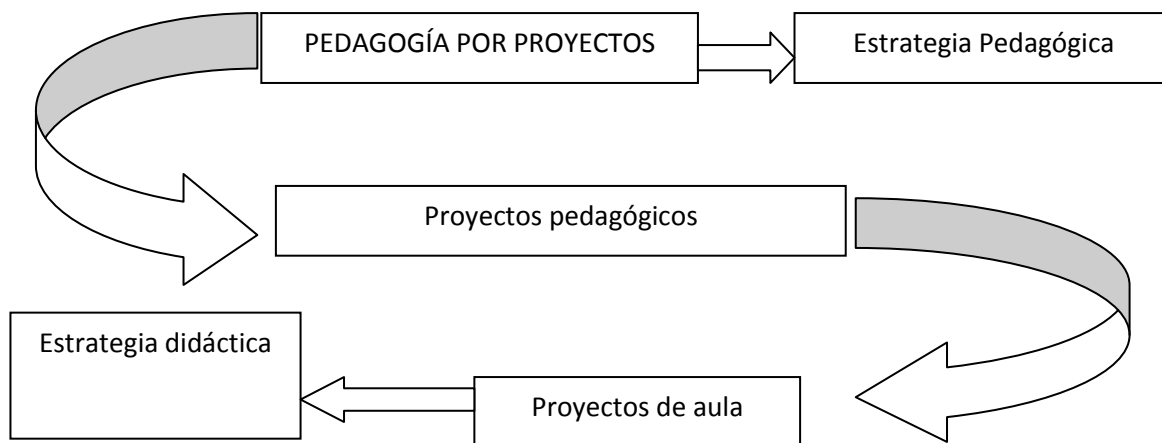 PEDAGOGÍA POR PROYECTOS
Estrategia Pedagógica
Proyectos pedagógicos
Estrategia didáctica
Proyectos de aula